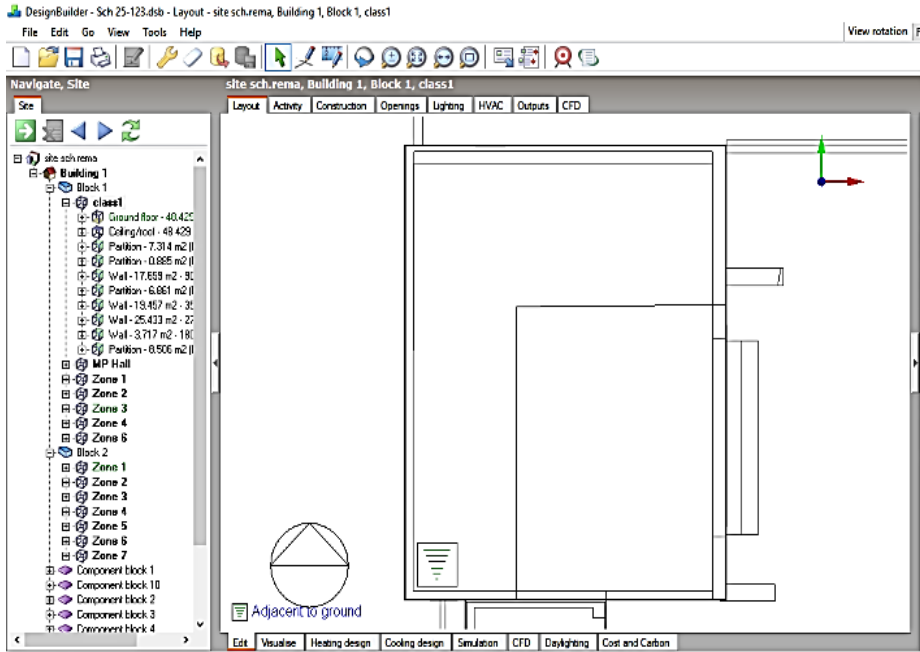 DesignBuilder - Sch 25-123.dsb - Layout - site sch.rema, Building 1, Block 1, class1
File Edit Go View Tools Help
View rotation
Navigate, Site
site sch.rema, Building 1, Block 1, class1
Site
Layout Activity Construction Openings Lighting HVAC Outputs CFD
site sch.rema
Building 1
Block 1
class1
Ground floor - 48.429
Ceiling/roof - 48.429
Partition - 7.314 m2 (
Partition - 0.885 m2 (
Wall - 17.659 m2 - 90
Partition - 6.861 m2 (
Wall - 19.457 m2 - 35
Wall - 25.433 m2 - 27
Wall - 3.717 m2 - 180
Partition - 8.506 m2 (
MP Hall
Zone 1
Zone 2
Zone 3
Zone 4
Zone 6
Block 2
Zone 1
Zone 2
Zone 3
Zone 4
Zone 5
Zone 6
Zone 7
Component block 1
Component block 10
Component block 2
Component block 3
Component block 4
Adjacent to ground
Edit Visualise Heating design Cooling design Simulation CFD Daylighting Cost and Carbon